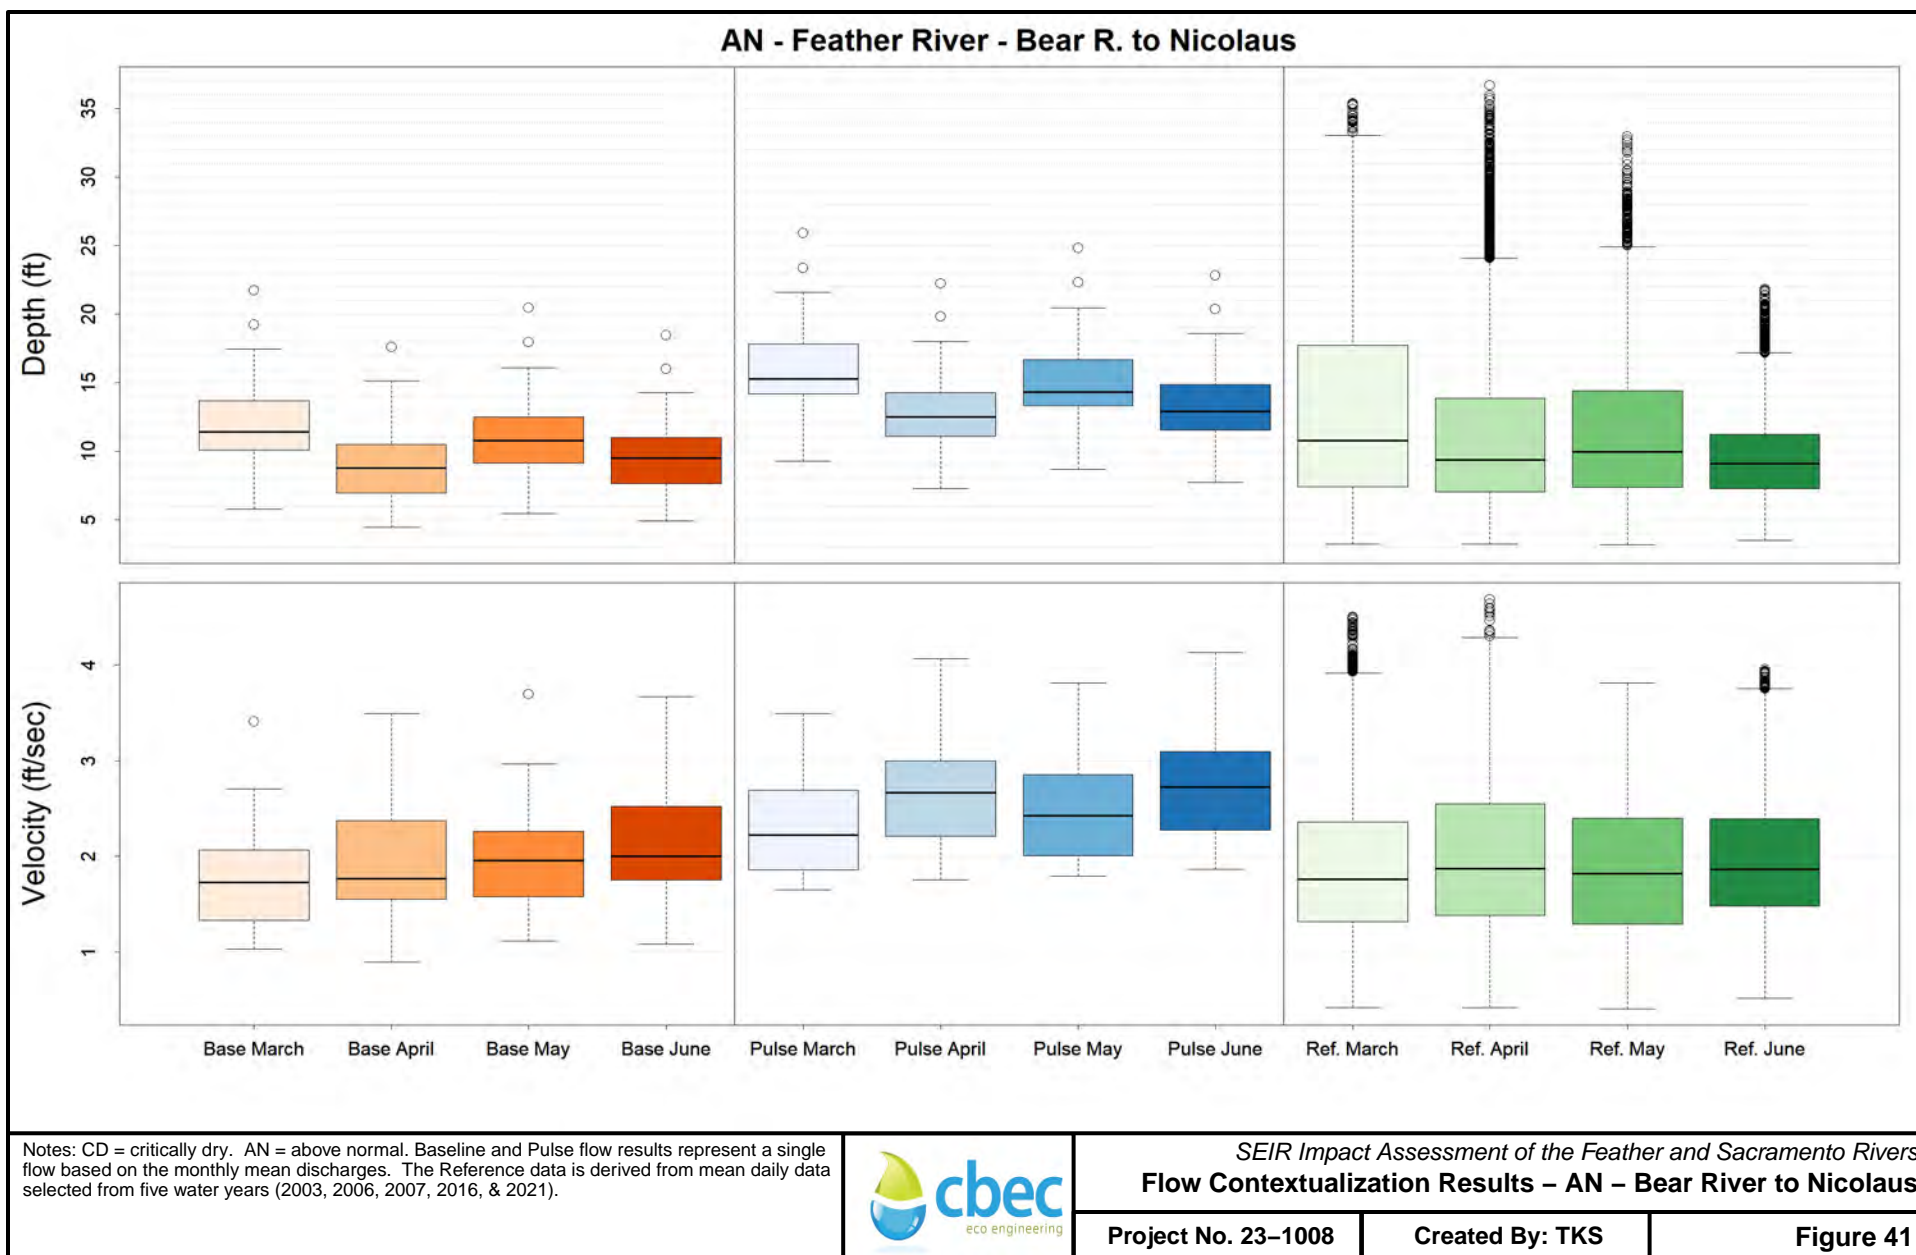 AN - Feather River - Bear R. to Nicolaus
Depth (ft)
35
30
25
20
15
10
5
Velocity (ft/sec)
4
3
2
1
Base March Base April Base May Base June Pulse March Pulse April Pulse May Pulse June Ref. March Ref. April Ref. May Ref. June
Notes: CD = critically dry.  AN = above normal. Baseline and Pulse flow results represent a single
flow based on the monthly mean discharges.  The Reference data is derived from mean daily data
selected from five water years (2003, 2006, 2007, 2016, & 2021).
cbec
eco engineering
SEIR Impact Assessment of the Feather and Sacramento Rivers
Flow Contextualization Results – AN – Bear River to Nicolaus
Project No. 23–1008
Created By: TKS
Figure 41